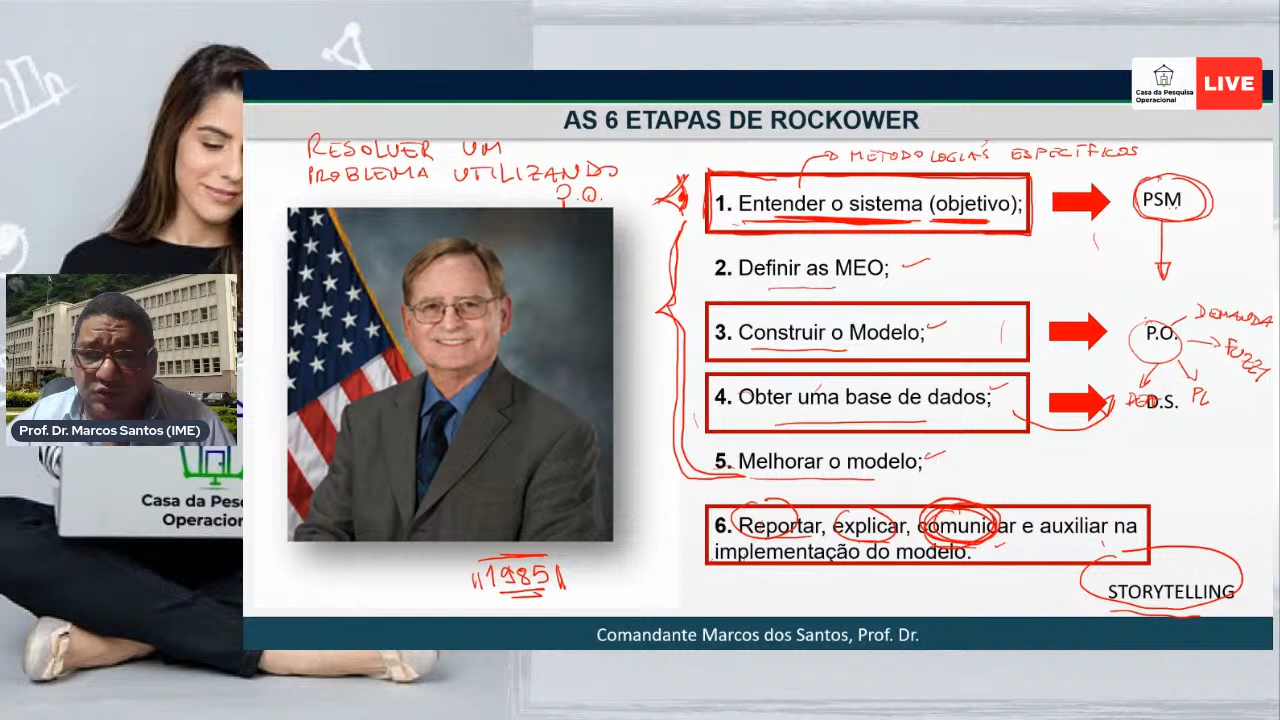 Casa da Pesquisa
Operacional
LIVE
AS 6 ETAPAS DE ROCKOWER
RESOLVER UM
PROBLEMA UTILIZANDO
P.O.
METODOLOGIAS ESPECÍFICOS
1. Entender o sistema (objetivo);
PSM
2. Definir as MEO;
3. Construir o Modelo;
P.O.
DEMANDA
FUZZY
PL
4. Obter uma base de dados;
D.S.
5. Melhorar o modelo;
6. Reportar, explicar, comunicar e auxiliar na
implementação do modelo.
STORYTELLING
"1985"
Prof. Dr. Marcos Santos (IME)
Casa da Pesqu
Operacion
Comandante Marcos dos Santos, Prof. Dr.